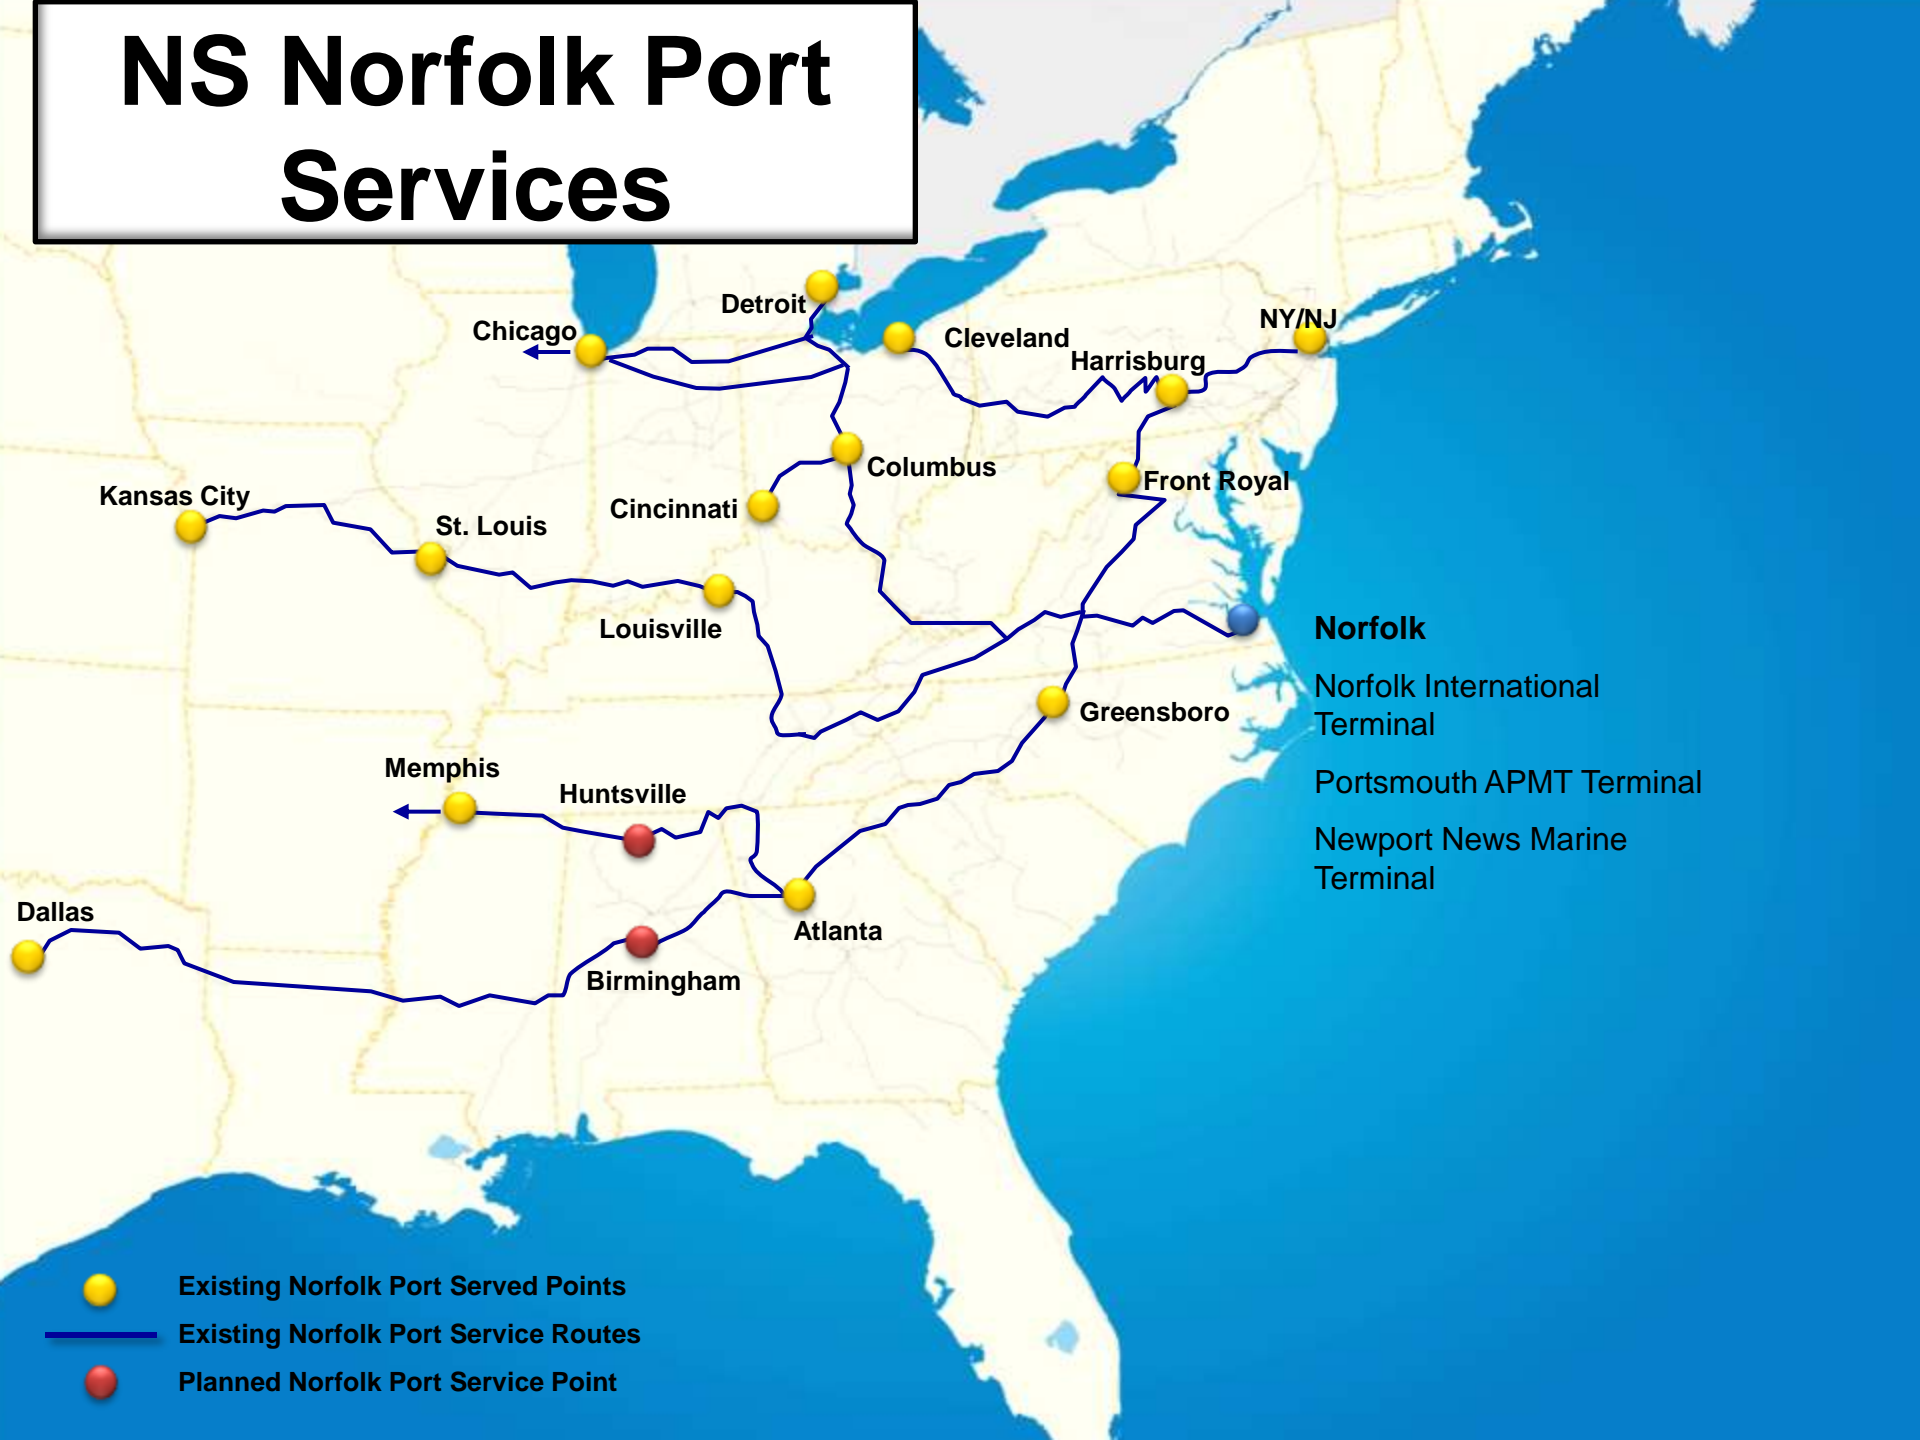 NS Norfolk Port
Services
Detroit
Chicago
Cleveland
NY/NJ
Harrisburg
Columbus
Front Royal
Kansas City
Cincinnati
St. Louis
Louisville
Norfolk
Norfolk International
Terminal
Greensboro
Portsmouth APMT Terminal
Memphis
Huntsville
Newport News Marine
Terminal
Dallas
Atlanta
Birmingham
Existing Norfolk Port Served Points
Existing Norfolk Port Service Routes
Planned Norfolk Port Service Point